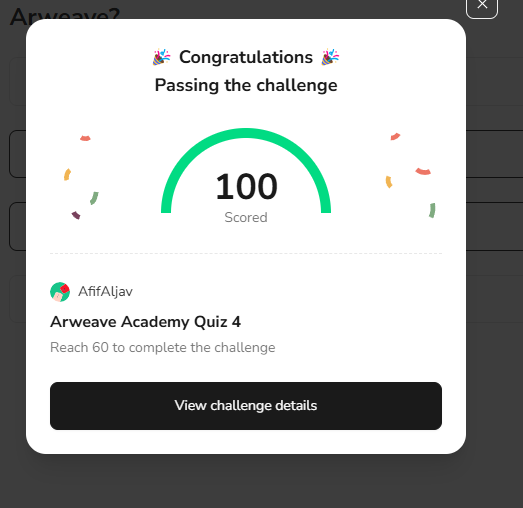 Arweave?
🎉 Congratulations 🎉
Passing the challenge
100
Scored
AfifAljav
Arweave Academy Quiz 4
Reach 60 to complete the challenge
View challenge details